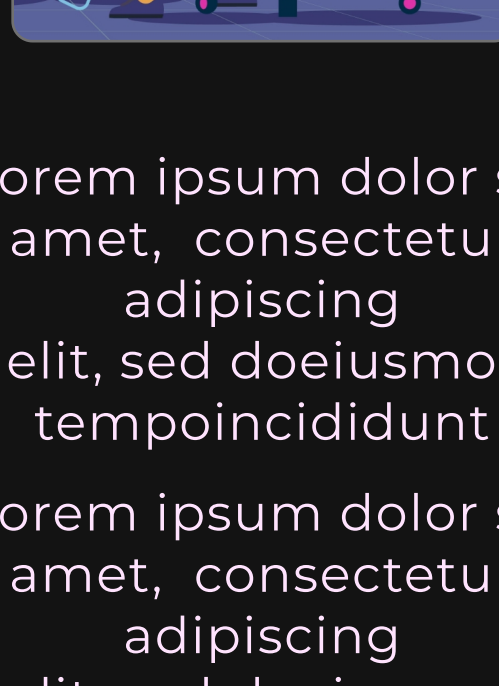 orem ipsum dolor s
amet, consectetu
adipiscing
elit, sed doeiusmo
tempoincididunt
orem ipsum dolor s
amet, consectetu
adipiscing